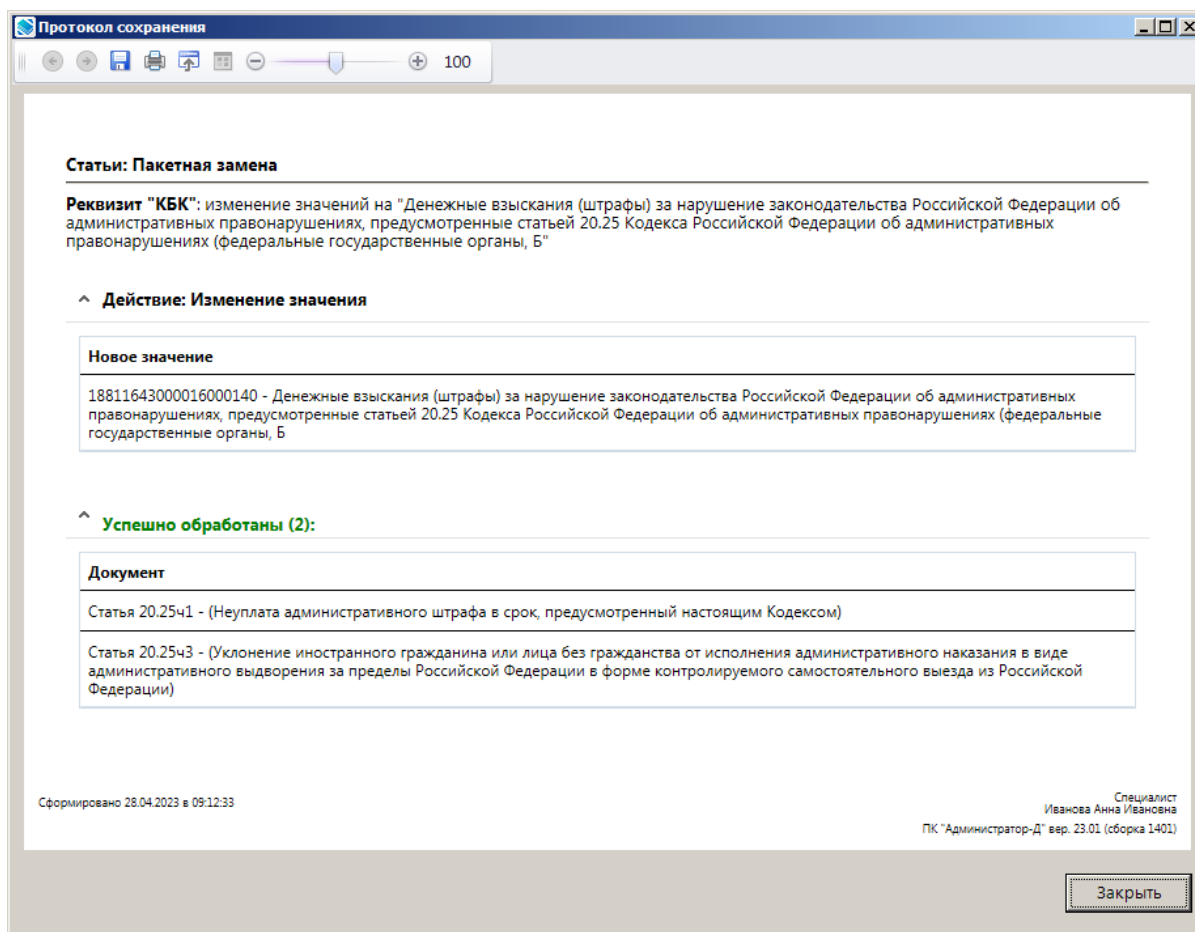 Протокол сохранения
100
Статьи: Пакетная замена
Реквизит "КБК": изменение значений на "Денежные взыскания (штрафы) за нарушение законодательства Российской Федерации об
административных правонарушениях, предусмотренные статьей 20.25 Кодекса Российской Федерации об административных
правонарушениях (федеральные государственные органы, Б"
Действие: Изменение значения
Новое значение
18811643000016000140 - Денежные взыскания (штрафы) за нарушение законодательства Российской Федерации об административных
правонарушениях, предусмотренные статьей 20.25 Кодекса Российской Федерации об административных правонарушениях (федеральные
государственные органы, Б
Успешно обработаны (2):
Документ
Статья 20.25ч1 - (Неуплата административного штрафа в срок, предусмотренный настоящим Кодексом)
Статья 20.25ч3 - (Уклонение иностранного гражданина или лица без гражданства от исполнения административного наказания в виде
административного выдворения за пределы Российской Федерации в форме контролируемого самостоятельного выезда из Российской
Федерации)
Сформировано 28.04.2023 в 09:12:33
Специалист
Иванова Анна Ивановна
ПК "Администратор-Д" вер. 23.01 (сборка 1401)
Закрыть